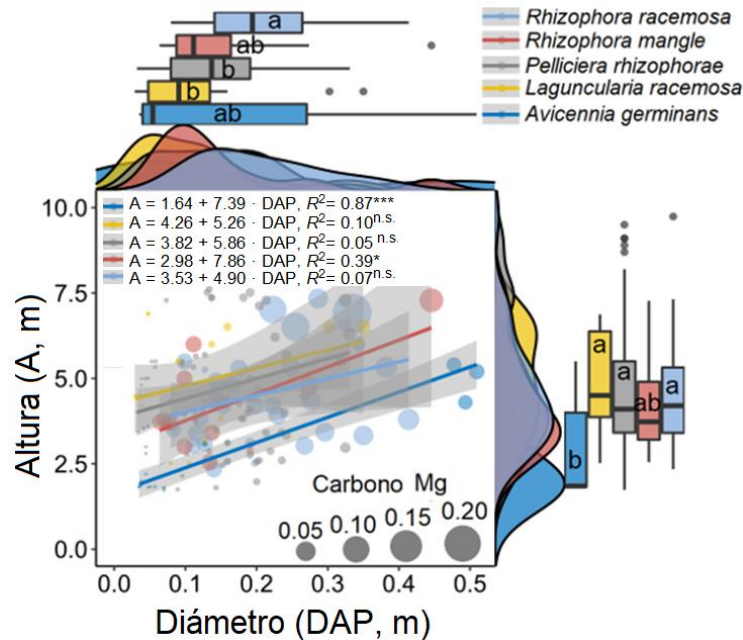 a
ab
b
b
ab
Rhizophora racemosa
Rhizophora mangle
Pelliciera rhizophorae
Laguncularia racemosa
Avicennia germinans
A = 1.64 + 7.39 · DAP, R²= 0.87***
A = 4.26 + 5.26 · DAP, R²= 0.10n.s.
A = 3.82 + 5.86 · DAP, R²= 0.05 n.s.
A = 2.98 + 7.86 · DAP, R²= 0.39*
A = 3.53 + 4.90 · DAP, R²= 0.07n.s.
10.0
7.5
5.0
2.5
0.0
Altura (A, m)
Carbono Mg
0.05 0.10 0.15 0.20
b a a ab a
0.0 0.1 0.2 0.3 0.4 0.5
Diámetro (DAP, m)